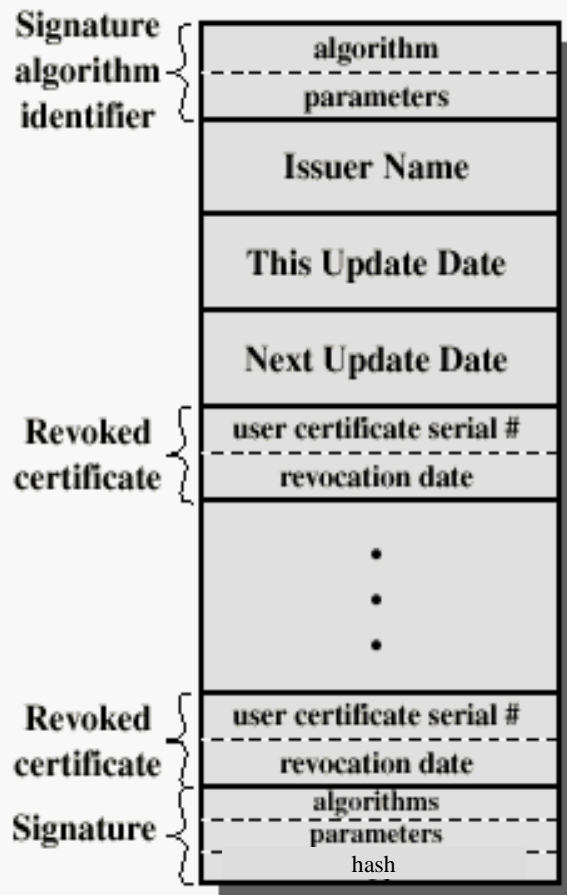 Signature
algorithm
identifier
algorithm
parameters
Issuer Name
This Update Date
Next Update Date
Revoked
certificate
user certificate serial #
revocation date
Revoked
certificate
user certificate serial #
revocation date
Signature
algorithms
parameters
hash